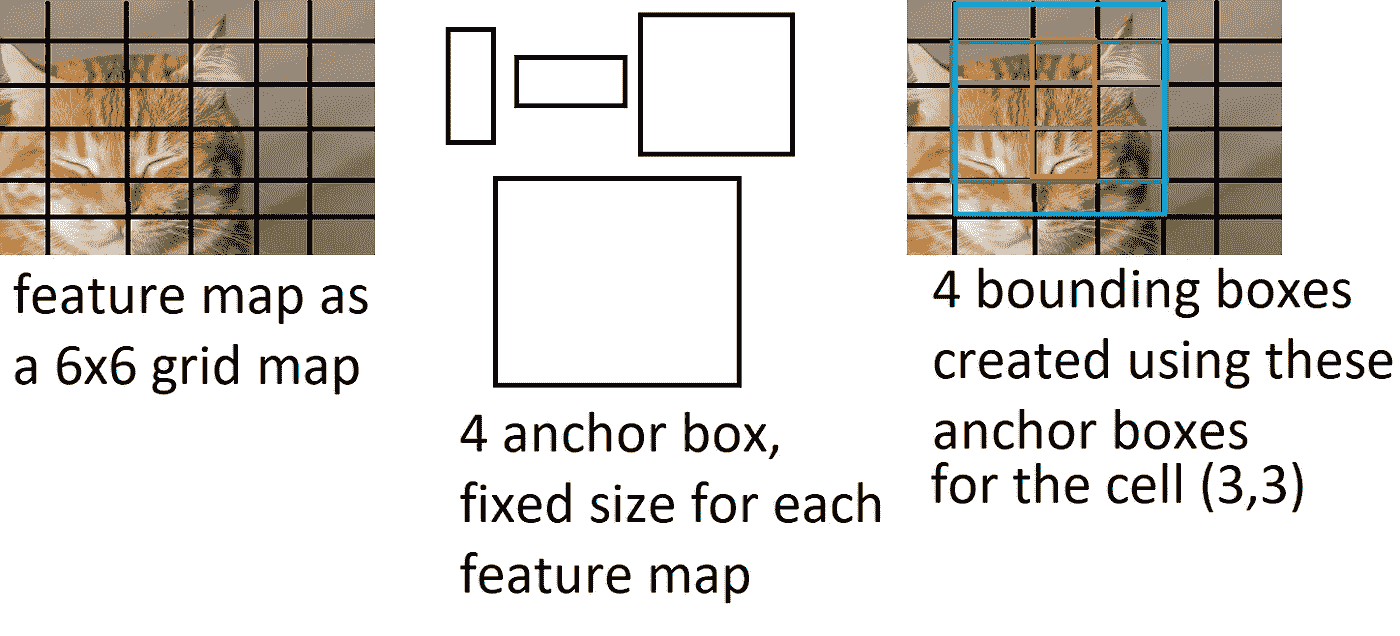 feature map as
a 6x6 grid map
4 anchor box,
fixed size for each
feature map
4 bounding boxes
created using these
anchor boxes
for the cell (3,3)